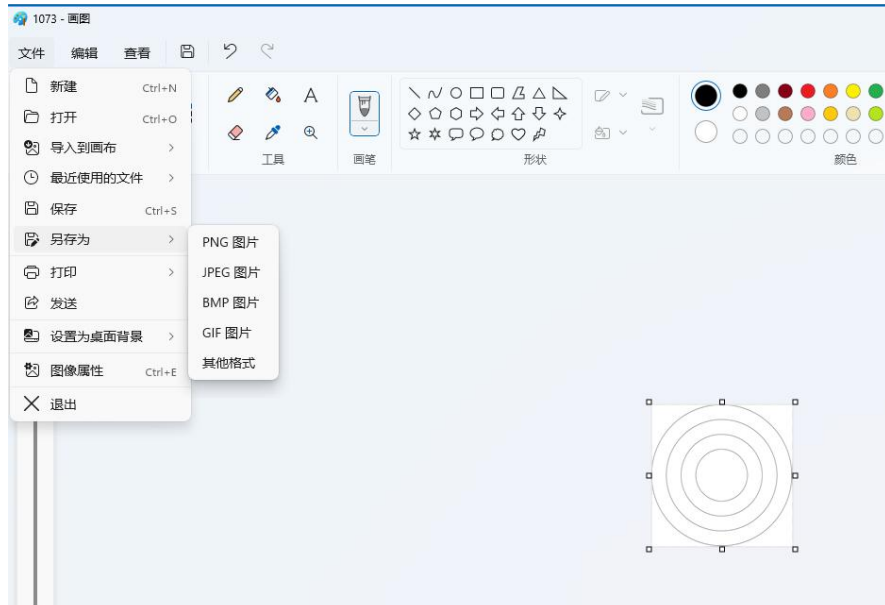 1073 - 画图
文件 编辑 查看
新建 Ctrl+N
打开 Ctrl+O
导入到画布
最近使用的文件
保存 Ctrl+S
另存为
打印
发送
设置为桌面背景
图像属性 Ctrl+E
退出
PNG 图片
JPEG 图片
BMP 图片
GIF 图片
其他格式
A
工具
画笔
形状
颜色